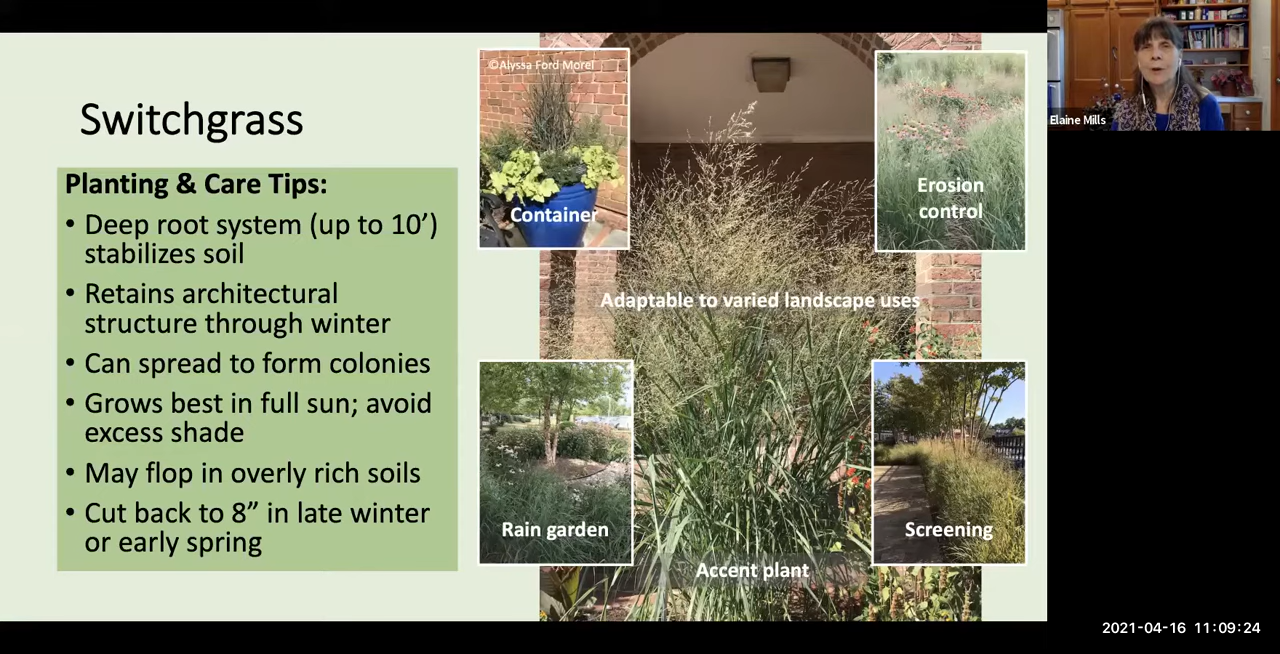 Switchgrass
Planting & Care Tips:
• Deep root system (up to 10’)
stabilizes soil
• Retains architectural
structure through winter
• Can spread to form colonies
• Grows best in full sun; avoid
excess shade
• May flop in overly rich soils
• Cut back to 8” in late winter
or early spring
©Alyssa Ford Morel
Container
Erosion
control
Adaptable to varied landscape uses
Rain garden
Screening
Accent plant
Elaine Mills
2021-04-16 11:09:24